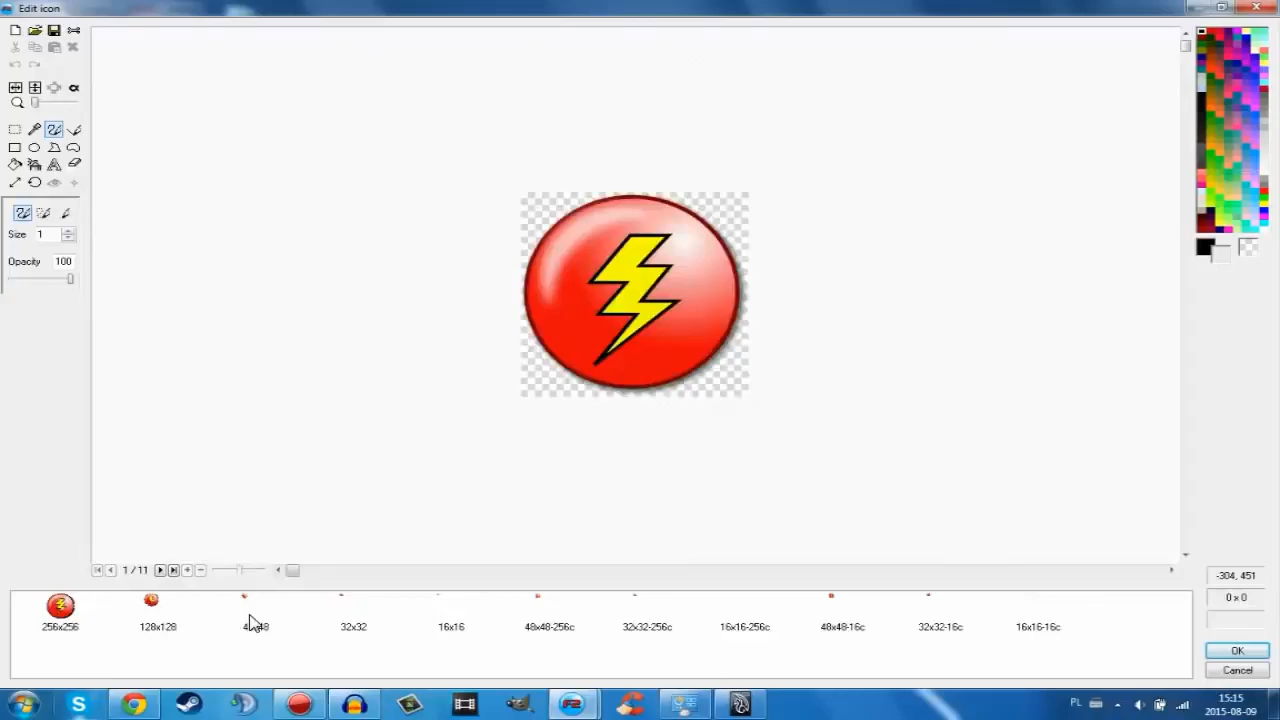 Edit icon
Size 1
Opacity 100
1 / 11
256x256 128x128 48x48 32x32 16x16 48x48-256c 32x32-256c 16x16-256c 48x48-16c 32x32-16c 16x16-16c
-304, 451
0 x 0
OK
Cancel
PL
15:15
2015-08-09